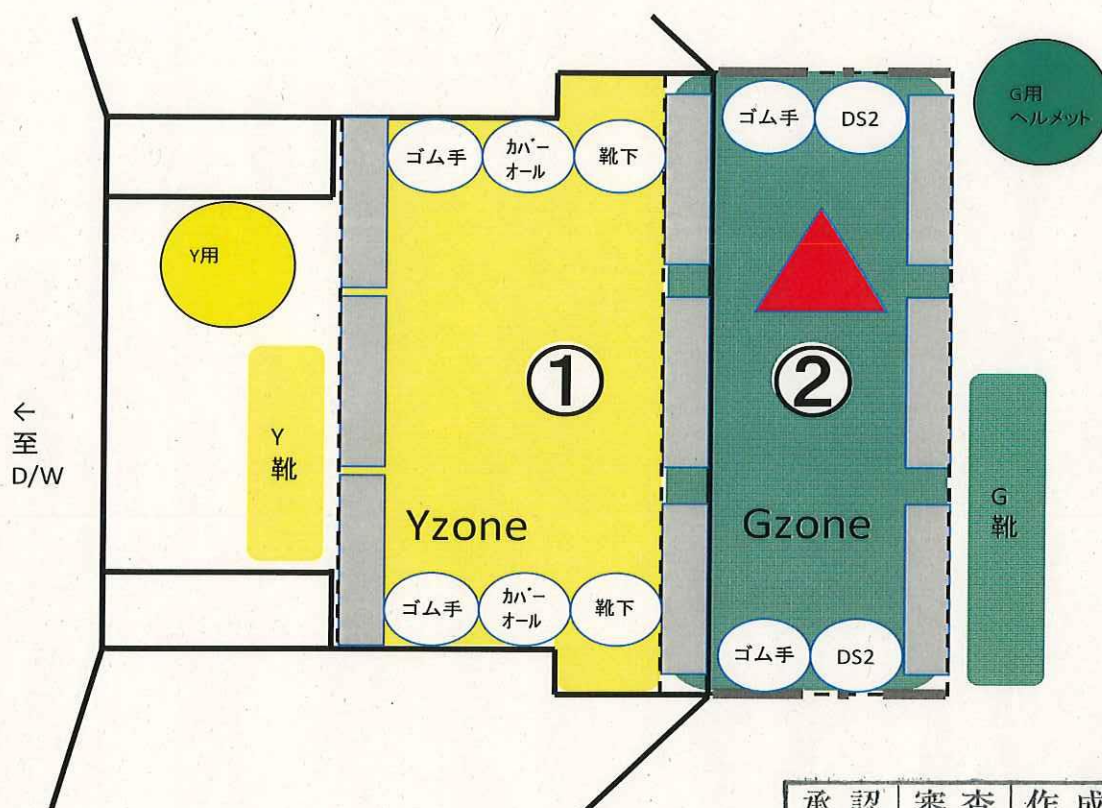 G用
ヘルメット
ゴム手
カバー
オール
靴下
ゴム手
DS2
Y用
①
②
←
至
D/W
Y
靴
G
靴
Yzone
Gzone
ゴム手
カバー
オール
靴下
ゴム手
DS2
承認 審査 作成